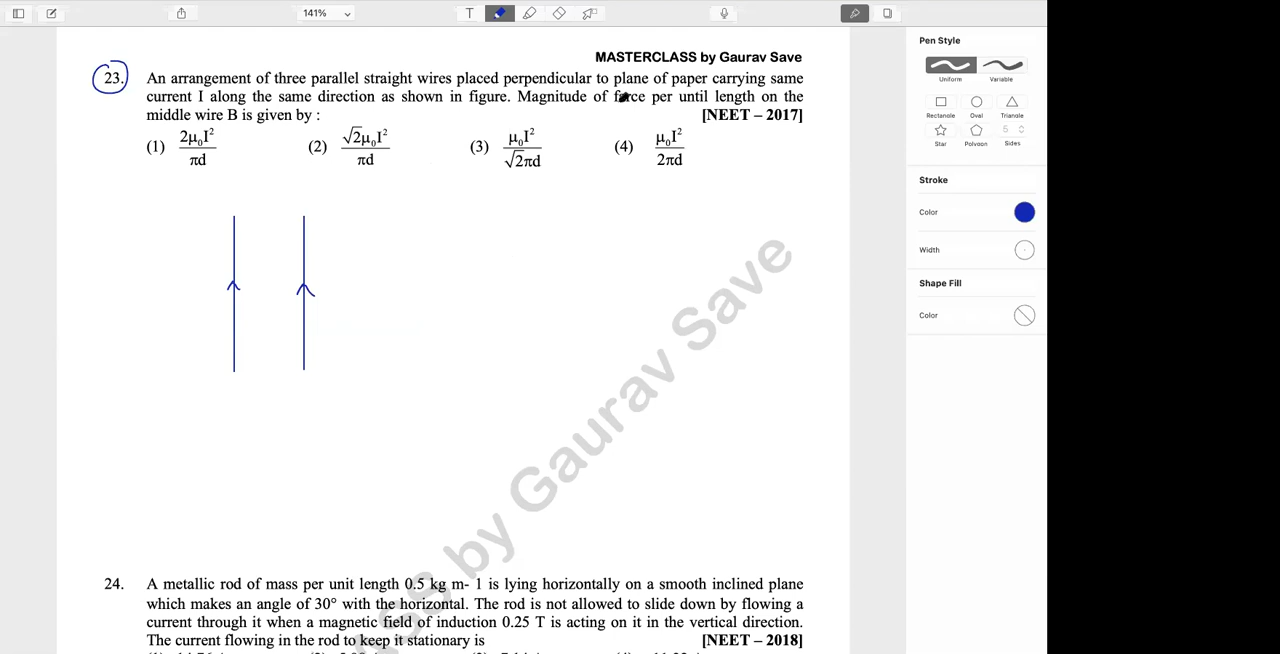 141%
T
MASTERCLASS by Gaurav Save
23. An arrangement of three parallel straight wires placed perpendicular to plane of paper carrying same
current I along the same direction as shown in figure. Magnitude of force per until length on the
middle wire B is given by : [NEET – 2017]
(1) 2μ₀I²/πd (2) √2μ₀I²/πd (3) μ₀I²/√2πd (4) μ₀I²/2πd
ASS by Gaurav Save
24. A metallic rod of mass per unit length 0.5 kg m- 1 is lying horizontally on a smooth inclined plane
which makes an angle of 30° with the horizontal. The rod is not allowed to slide down by flowing a
current through it when a magnetic field of induction 0.25 T is acting on it in the vertical direction.
The current flowing in the rod to keep it stationary is [NEET – 2018]
Pen Style
Uniform Variable
Rectangle Oval Triangle
5
Star Polygon Sides
Stroke
Color
Width
Shape Fill
Color